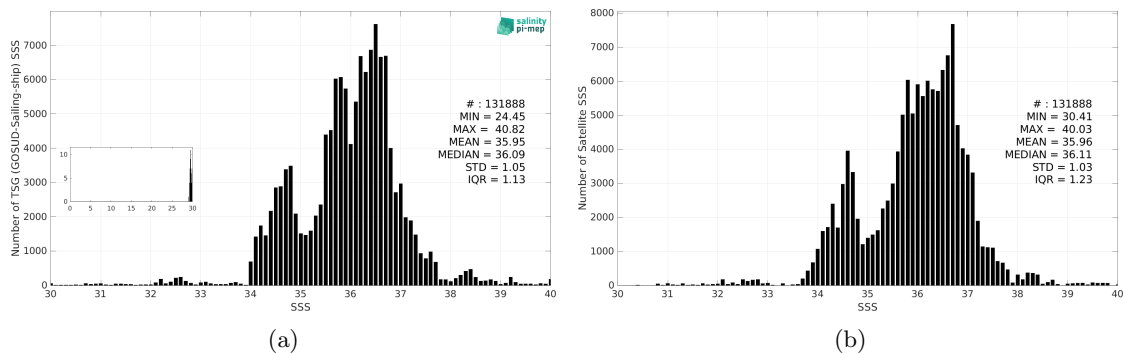 salinity
pi-mep
Number of TSG (GOSUD-Sailing-ship) SSS
7000
6000
5000
4000
3000
2000
1000
0
# : 131888
MIN = 24.45
MAX = 40.82
MEAN = 35.95
MEDIAN = 36.09
STD = 1.05
IQR = 1.13
10
5
0
0 5 10 15 20 25 30
30 31 32 33 34 35 36 37 38 39 40
SSS
(a)
Number of Satellite SSS
8000
7000
6000
5000
4000
3000
2000
1000
0
# : 131888
MIN = 30.41
MAX = 40.03
MEAN = 35.96
MEDIAN = 36.11
STD = 1.03
IQR = 1.23
30 31 32 33 34 35 36 37 38 39 40
SSS
(b)